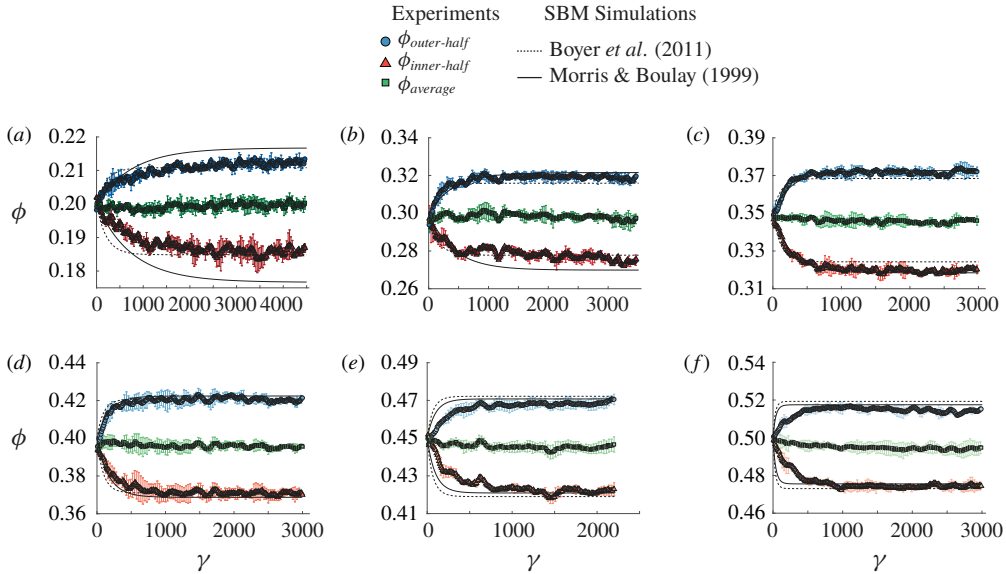 Experiments SBM Simulations
ϕouter-half Boyer et al. (2011)
ϕinner-half Morris & Boulay (1999)
ϕaverage
(a) 0.22 (b) 0.34 (c) 0.39
0.21 0.32 0.37
ϕ 0.20 0.30 0.35
0.19 0.28 0.33
0.18 0.26 0.31
0 1000 2000 3000 4000 0 1000 2000 3000 0 1000 2000 3000
(d) 0.44 (e) 0.49 (f) 0.54
0.42 0.47 0.52
ϕ 0.40 0.45 0.50
0.38 0.43 0.48
0.36 0.41 0.46
0 1000 2000 3000 0 1000 2000 0 1000 2000 3000
γ γ γ